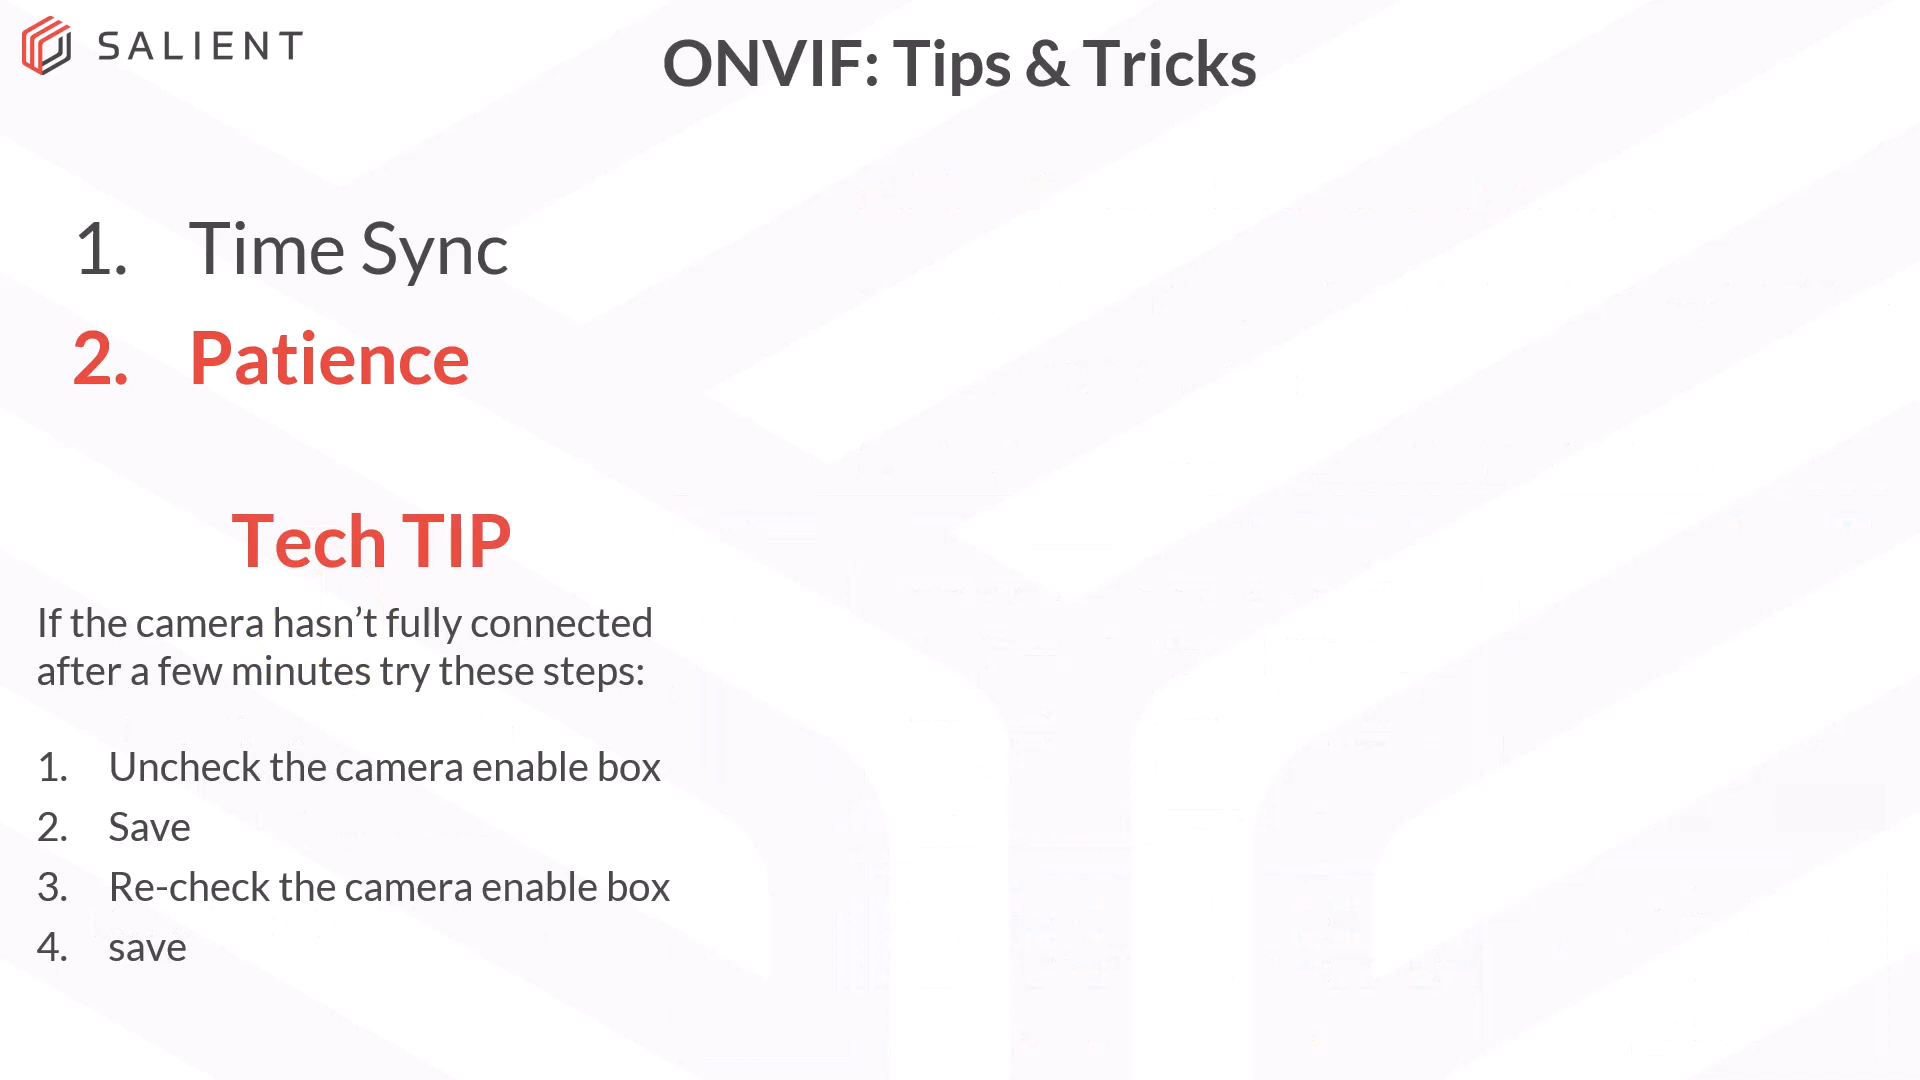 SALIENT
ONVIF: Tips & Tricks
1. Time Sync
2. Patience
Tech TIP
If the camera hasn’t fully connected
after a few minutes try these steps:
1. Uncheck the camera enable box
2. Save
3. Re-check the camera enable box
4. save